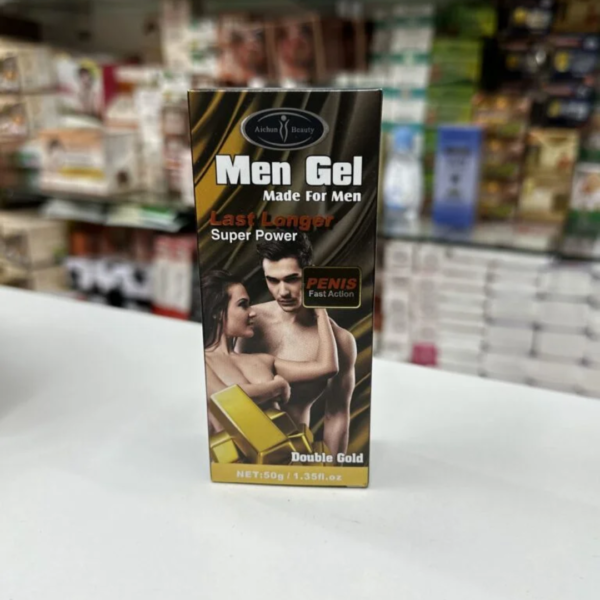 Aichun Beauty
Men Gel
Made For Men
Last Longer
Super Power
PENIS
Fast Action
Double Gold
NET:50g / 1.35fl.oz